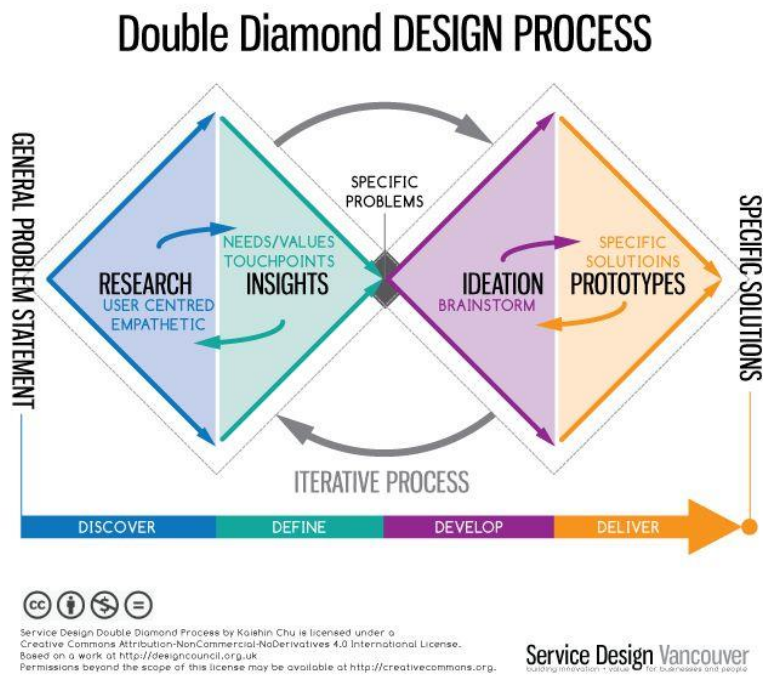 Double Diamond DESIGN PROCESS
GENERAL PROBLEM STATEMENT
SPECIFIC
PROBLEMS
NEEDS/VALUES
TOUCHPOINTS
RESEARCH
INSIGHTS
USER CENTRED
EMPATHETIC
SPECIFIC
SOLUTIOINS
IDEATION
PROTOTYPES
BRAINSTORM
SPECIFIC SOLUTIONS
ITERATIVE PROCESS
DISCOVER
DEFINE
DEVELOP
DELIVER
cc
$
=
Service Design Double Diamond Process by Kaishin Chu is licensed under a
Creative Commons Attribution-NonCommercial-NoDerivatives 4.0 International License.
Based on a work at http://designcouncil.org.uk
Permissions beyond the scope of this license may be available at http://creativecommons.org.
Service Design Vancouver
building innovation + value for businesses and people